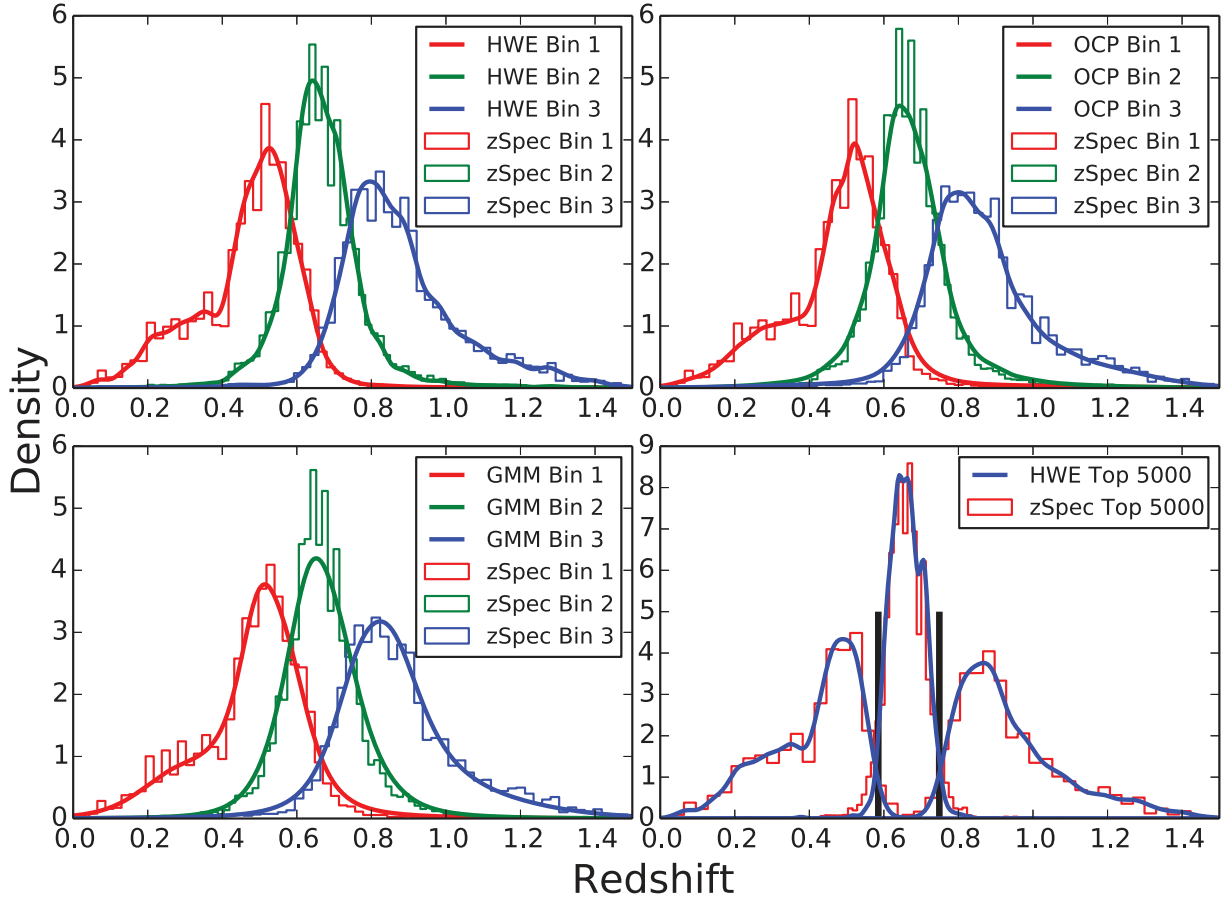 Density
6
5
4
3
2
1
0
0.0 0.2 0.4 0.6 0.8 1.0 1.2 1.4
HWE Bin 1
HWE Bin 2
HWE Bin 3
zSpec Bin 1
zSpec Bin 2
zSpec Bin 3
6
5
4
3
2
1
0
0.0 0.2 0.4 0.6 0.8 1.0 1.2 1.4
OCP Bin 1
OCP Bin 2
OCP Bin 3
zSpec Bin 1
zSpec Bin 2
zSpec Bin 3
6
5
4
3
2
1
0
0.0 0.2 0.4 0.6 0.8 1.0 1.2 1.4
GMM Bin 1
GMM Bin 2
GMM Bin 3
zSpec Bin 1
zSpec Bin 2
zSpec Bin 3
9
8
7
6
5
4
3
2
1
0
0.0 0.2 0.4 0.6 0.8 1.0 1.2 1.4
HWE Top 5000
zSpec Top 5000
Redshift